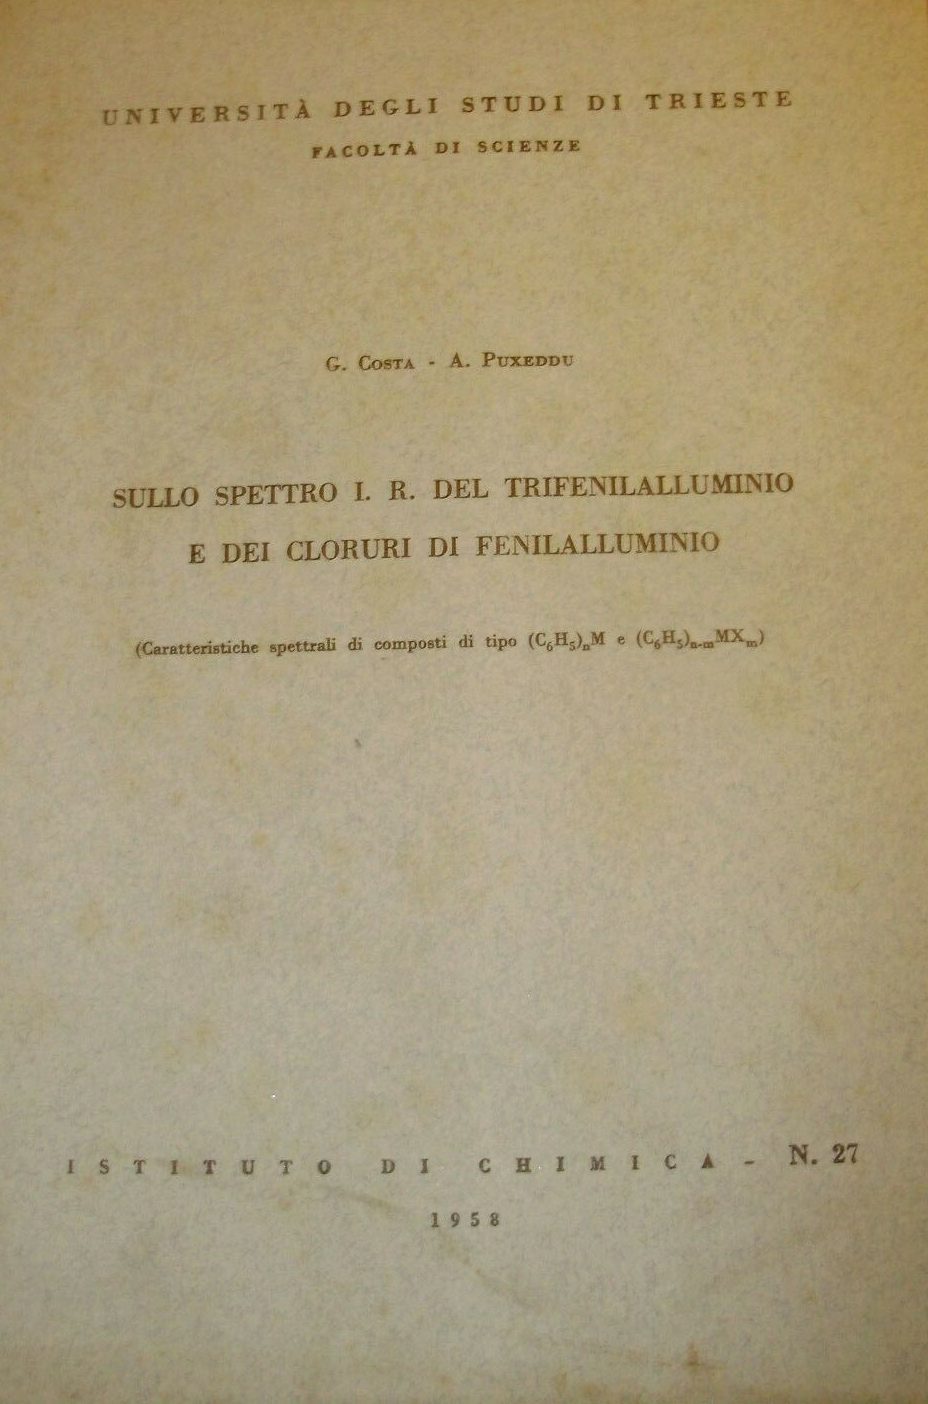 UNIVERSITÀ DEGLI STUDI DI TRIESTE
FACOLTÀ DI SCIENZE
G. COSTA - A. PUXEDDU
SULLO SPETTRO I. R. DEL TRIFENILALLUMINIO
E DEI CLORURI DI FENILALLUMINIO
(Caratteristiche spettrali di composti di tipo (C₆H₅)ₙM e (C₆H₅)ₙ₋ₘMXₘ)
ISTITUTO DI CHIMICA - N. 27
1958